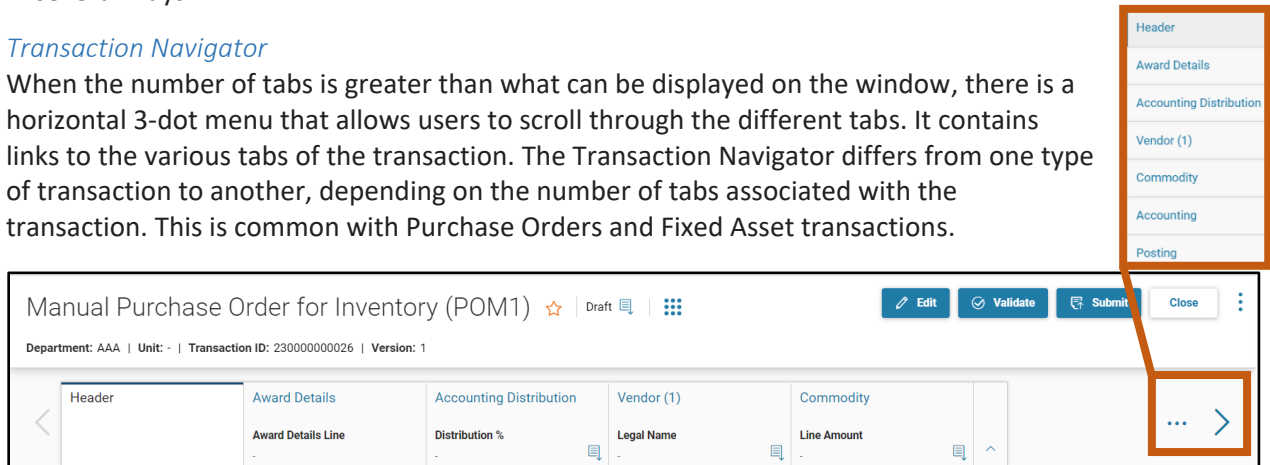 Transaction Navigator
When the number of tabs is greater than what can be displayed on the window, there is a
horizontal 3-dot menu that allows users to scroll through the different tabs. It contains
links to the various tabs of the transaction. The Transaction Navigator differs from one type
of transaction to another, depending on the number of tabs associated with the
transaction. This is common with Purchase Orders and Fixed Asset transactions.
Header
Award Details
Accounting Distribution
Vendor (1)
Commodity
Accounting
Posting
Manual Purchase Order for Inventory (POM1) Draft Edit Validate Submit Close
Department: AAA | Unit: - | Transaction ID: 230000000026 | Version: 1
Header Award Details Accounting Distribution Vendor (1) Commodity
Award Details Line Distribution % Legal Name Line Amount
- - - -